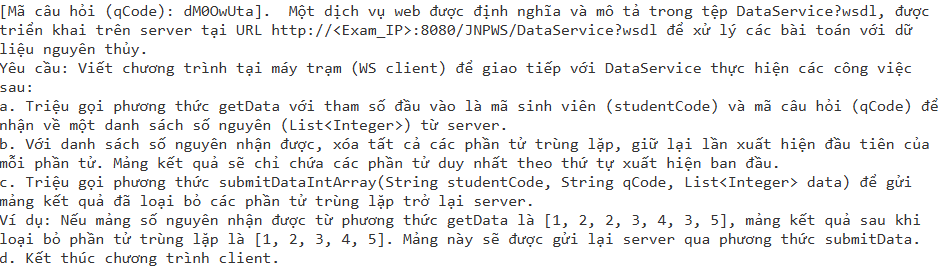 [Mã câu hỏi (qCode): dM0OwUta].  Một dịch vụ web được định nghĩa và mô tả trong tệp DataService?wsdl, được
triển khai trên server tại URL http://<Exam_IP>:8080/JNPWS/DataService?wsdl để xử lý các bài toán với dữ
liệu nguyên thủy.
Yêu cầu: Viết chương trình tại máy trạm (WS client) để giao tiếp với DataService thực hiện các công việc
sau:
a. Triệu gọi phương thức getData với tham số đầu vào là mã sinh viên (studentCode) và mã câu hỏi (qCode) để
nhận về một danh sách số nguyên (List<Integer>) từ server.
b. Với danh sách số nguyên nhận được, xóa tất cả các phần tử trùng lặp, giữ lại lần xuất hiện đầu tiên của
mỗi phần tử. Mảng kết quả sẽ chỉ chứa các phần tử duy nhất theo thứ tự xuất hiện ban đầu.
c. Triệu gọi phương thức submitDataIntArray(String studentCode, String qCode, List<Integer> data) để gửi
mảng kết quả đã loại bỏ các phần tử trùng lặp trở lại server.
Ví dụ: Nếu mảng số nguyên nhận được từ phương thức getData là [1, 2, 2, 3, 4, 3, 5], mảng kết quả sau khi
loại bỏ phần tử trùng lặp là [1, 2, 3, 4, 5]. Mảng này sẽ được gửi lại server qua phương thức submitData.
d. Kết thúc chương trình client.